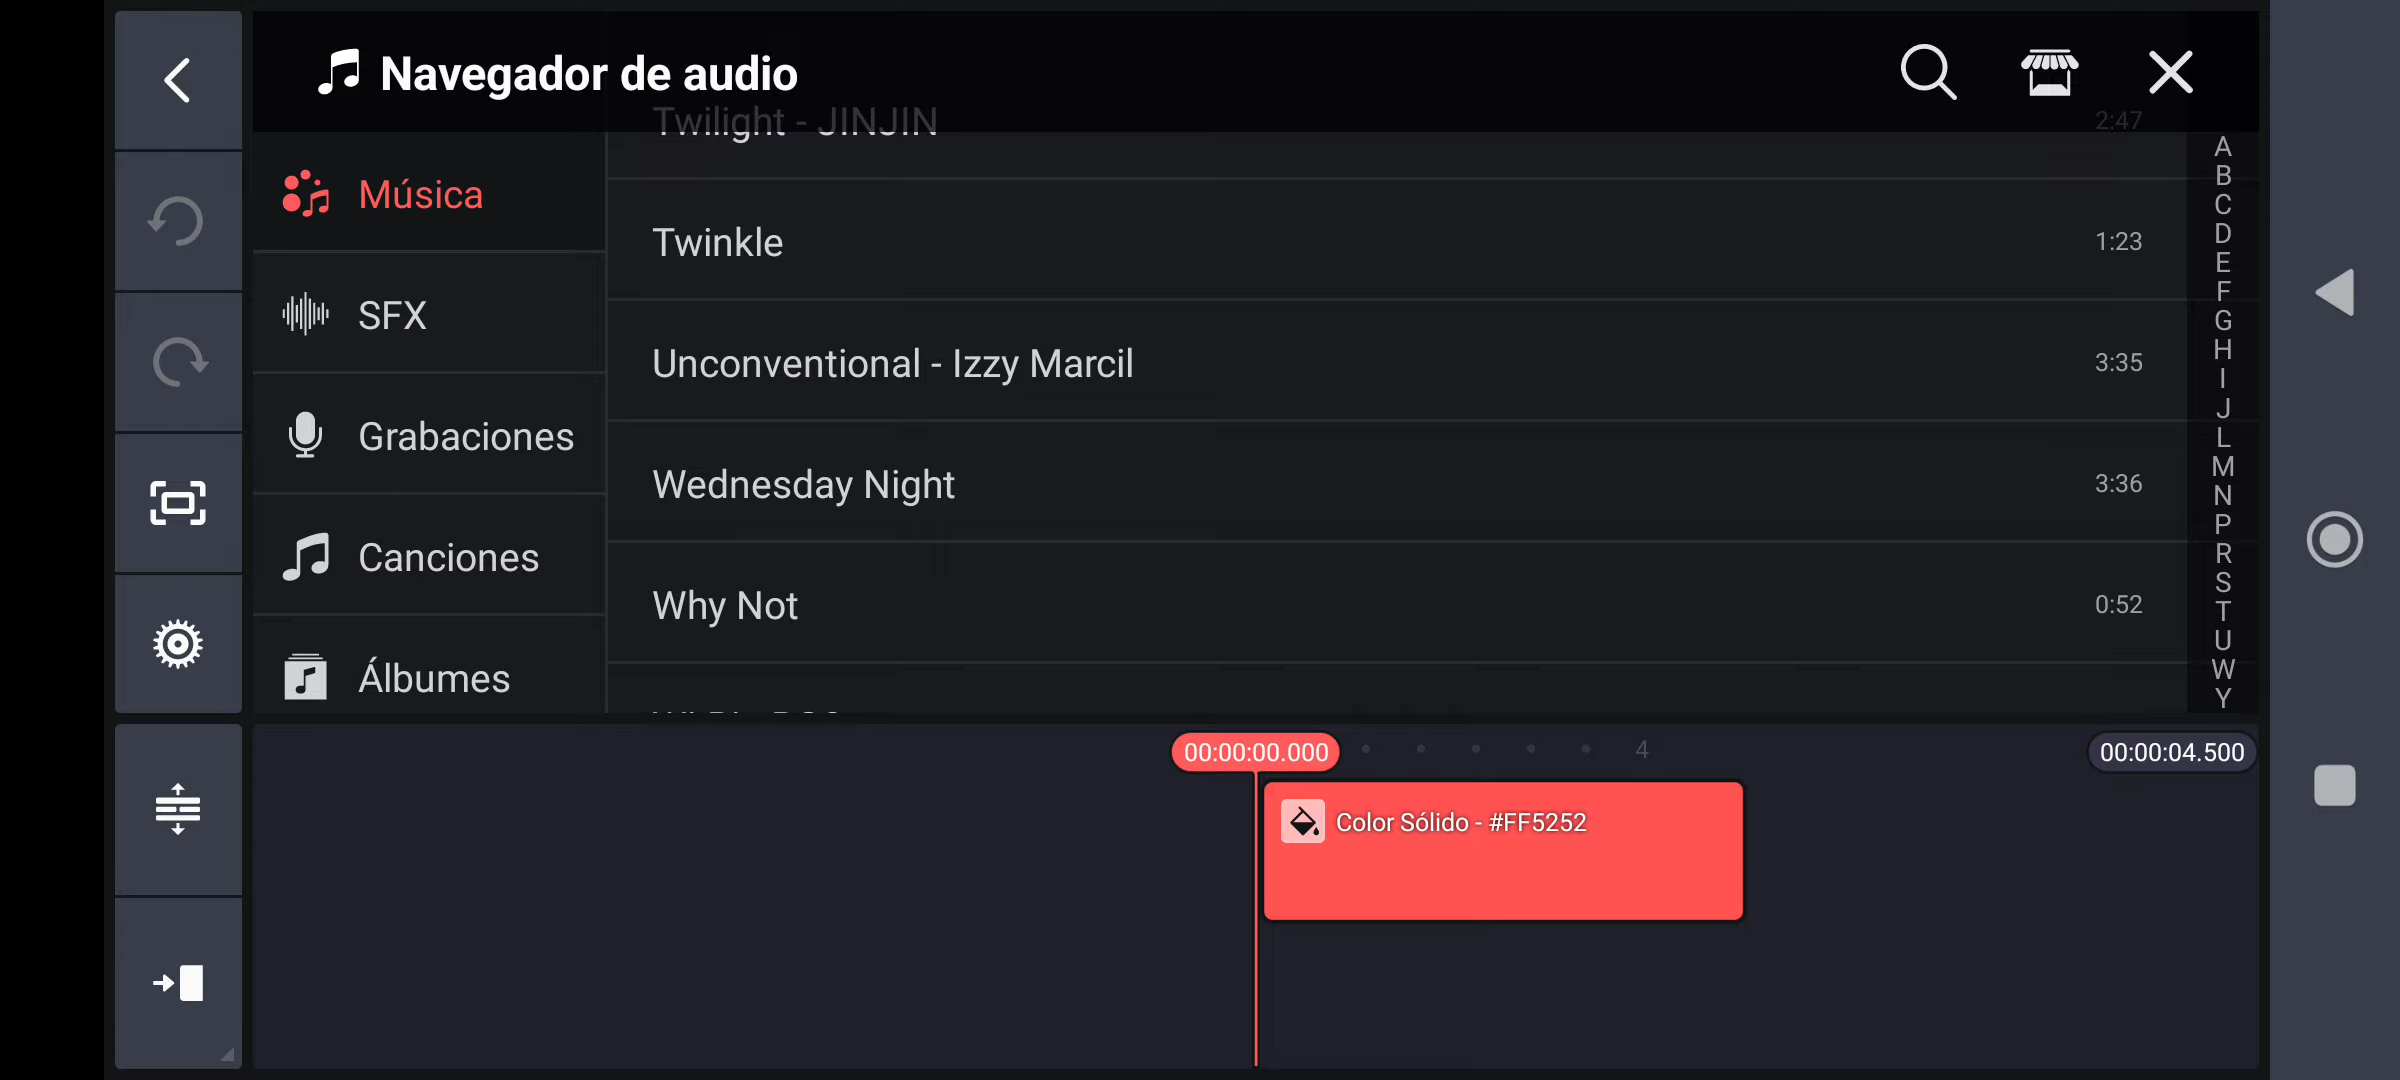 Navegador de audio
Twilight - JINJIN 2:47
Música
Twinkle 1:23
SFX
Unconventional - Izzy Marcil 3:35
Grabaciones
Wednesday Night 3:36
Canciones
Why Not 0:52
Álbumes
A
B
C
D
E
F
G
H
I
J
L
M
N
P
R
S
T
U
W
Y
00:00:00.000 4 00:00:04.500
Color Sólido - #FF5252